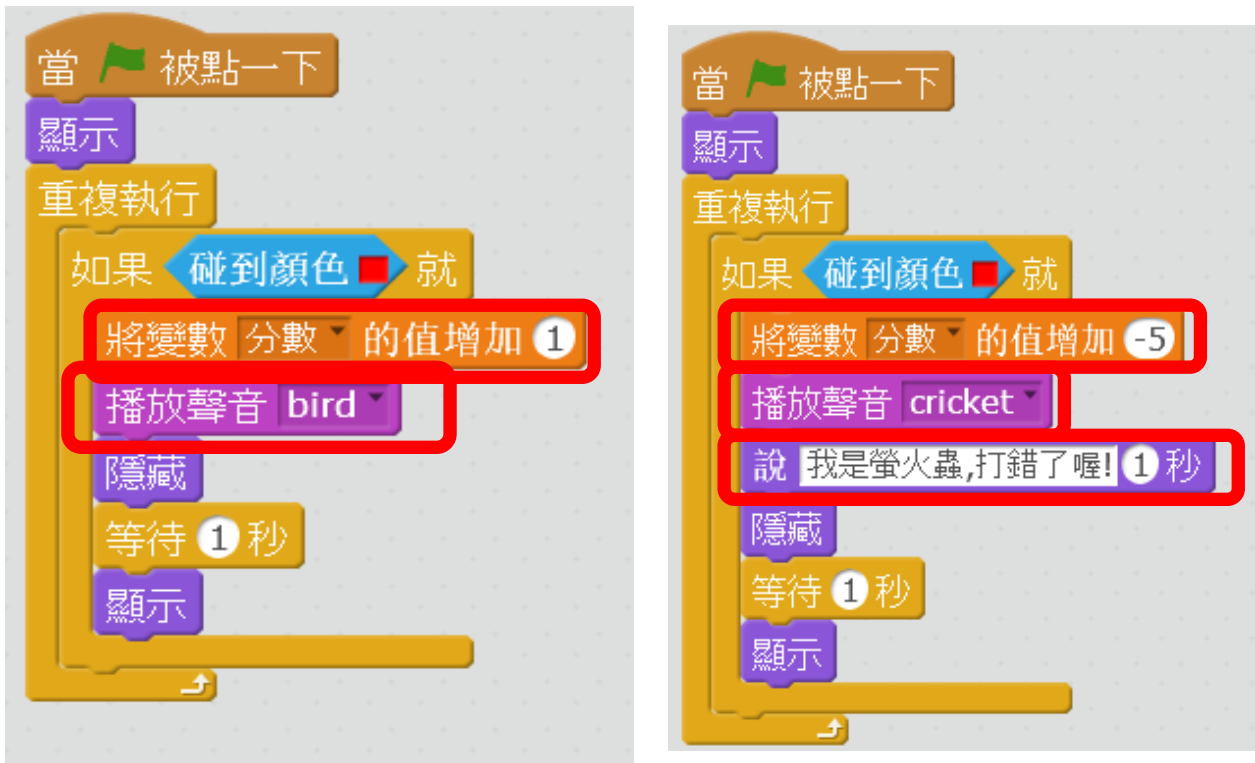 當 被點一下
顯示
重複執行
如果 碰到顏色 就
將變數 分數 的值增加 1
播放聲音 bird
隱藏
等待 1 秒
顯示
當 被點一下
顯示
重複執行
如果 碰到顏色 就
將變數 分數 的值增加 -5
播放聲音 cricket
說 我是螢火蟲,打錯了喔! 1 秒
隱藏
等待 1 秒
顯示